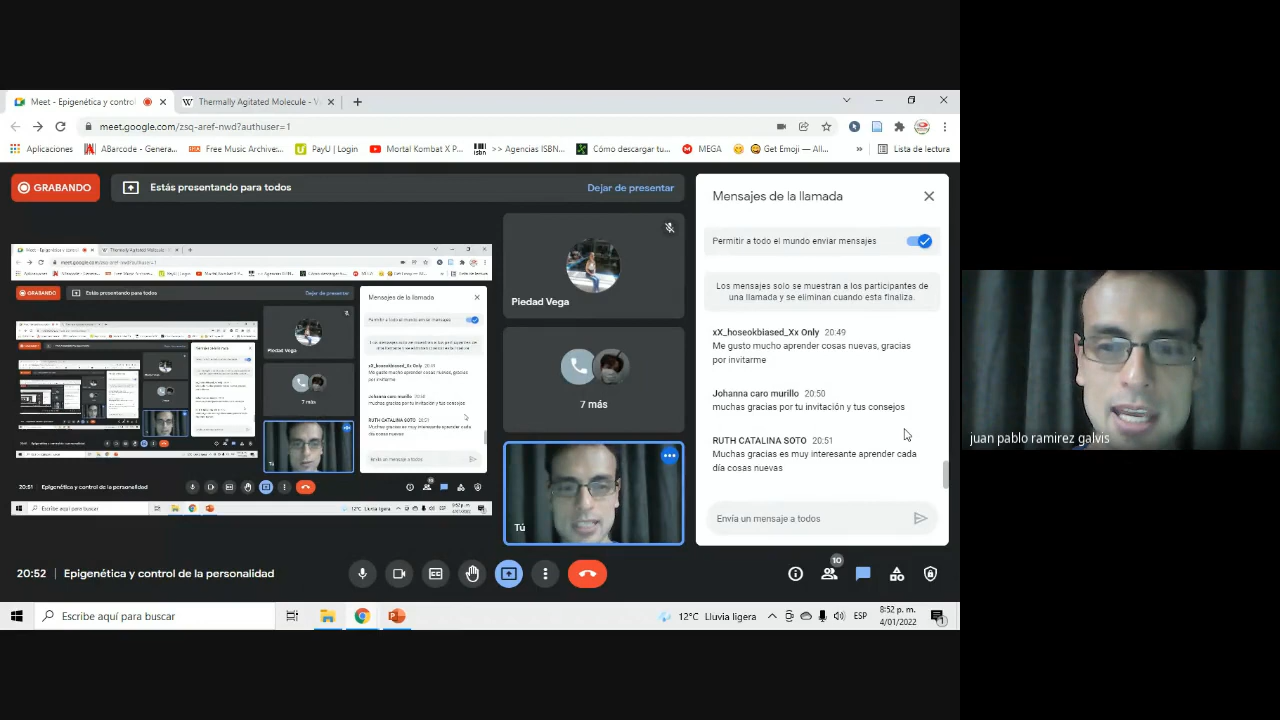 Meet - Epigenética y control
Thermally Agitated Molecule - V
meet.google.com/zsq-aref-nwd?authuser=1
Aplicaciones
ABarcode - Genera...
Free Music Archive...
PayU | Login
Mortal Kombat X P...
>> Agencias ISBN...
Cómo descargar tu...
MEGA
Get Emoji — All...
»
Lista de lectura
GRABANDO
Estás presentando para todos
Dejar de presentar
Piedad Vega
7 más
Tú
Mensajes de la llamada
Permitir a todo el mundo enviar mensajes
Los mensajes solo se muestran a los participantes de
una llamada y se eliminan cuando esta finaliza.
xX_hoseokbiased_Xx Only 20:49
Me gusto mucho aprender cosas nuevas, gracias
por invitarme
Johanna caro murillo 20:50
muchas gracias por tu invitación y tus consejos
RUTH CATALINA SOTO 20:51
Muchas gracias es muy interesante aprender cada
día cosas nuevas
Envía un mensaje a todos
juan pablo ramirez galvis
20:52 | Epigenética y control de la personalidad
10
Escribe aquí para buscar
12°C Lluvia ligera
ESP
8:52 p. m.
4/01/2022
1